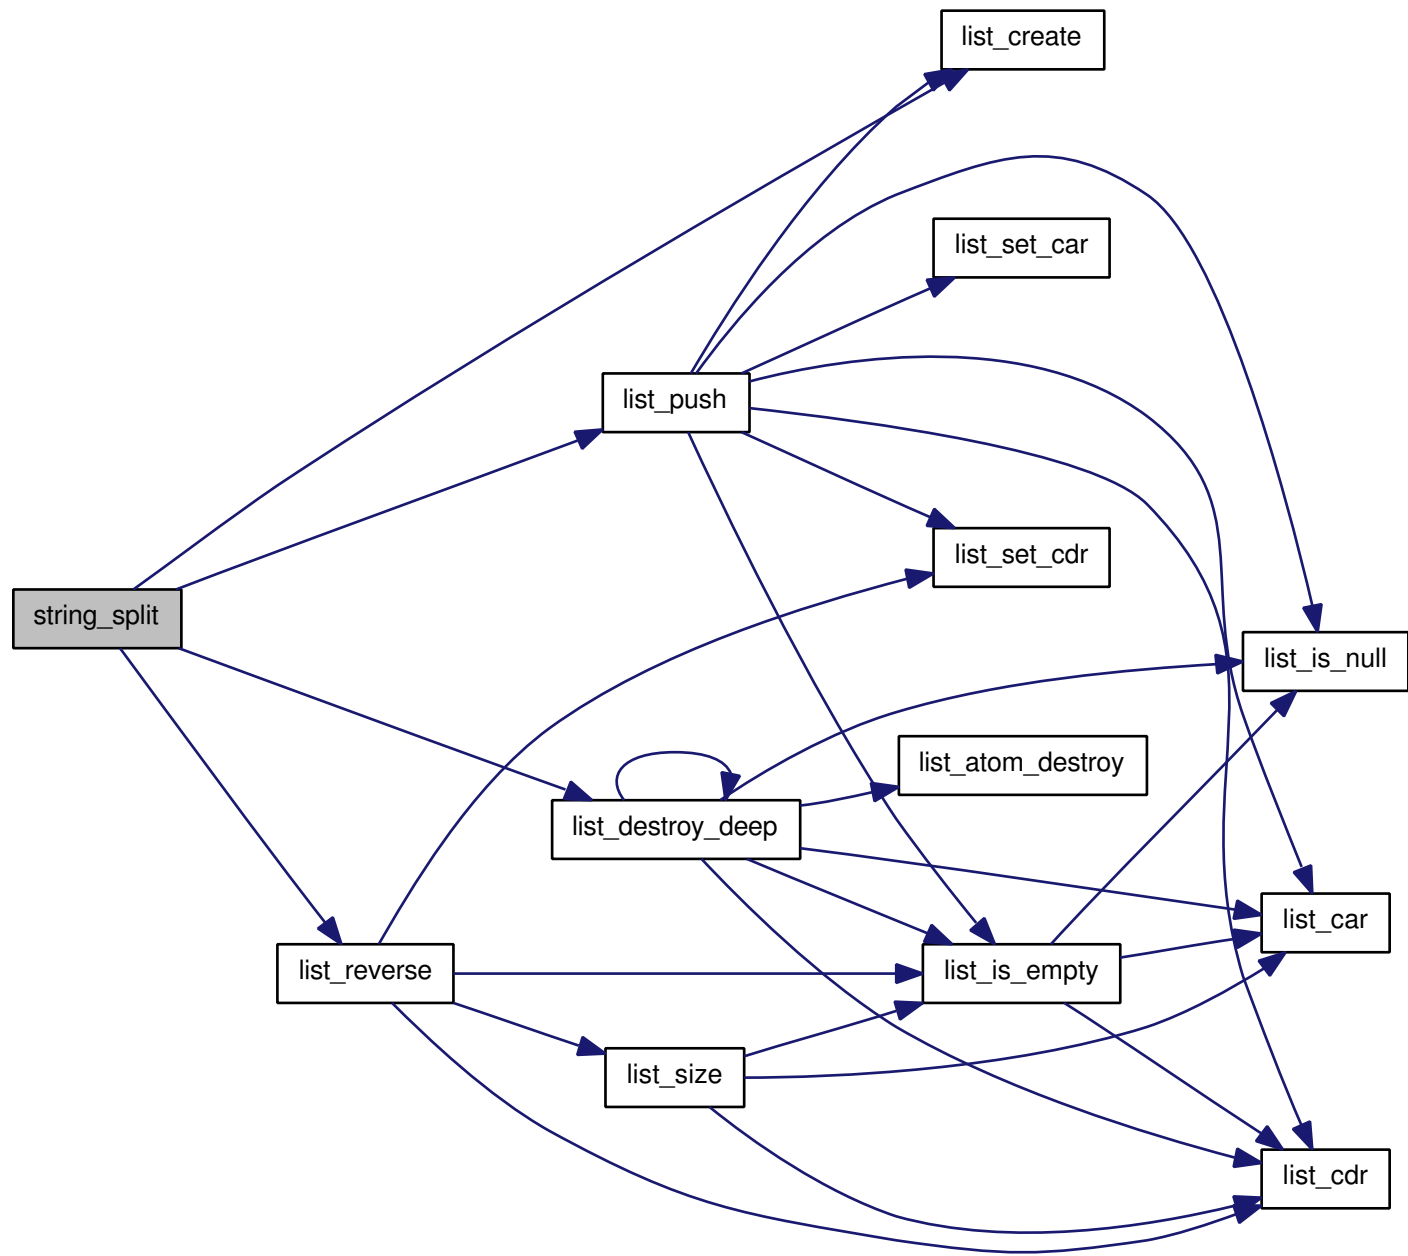 list_create
list_set_car
list_push
list_set_cdr
string_split
list_is_null
list_atom_destroy
list_destroy_deep
list_car
list_reverse
list_is_empty
list_size
list_cdr